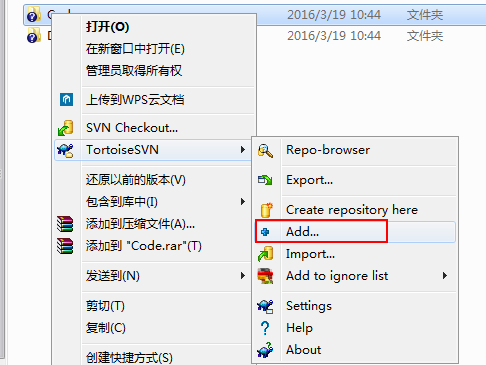 2016/3/19 10:44 文件夹
2016/3/19 10:44 文件夹
打开(O)
在新窗口中打开(E)
管理员取得所有权
上传到WPS云文档
SVN Checkout...
TortoiseSVN
还原以前的版本(V)
包含到库中(I)
添加到压缩文件(A)...
添加到 "Code.rar"(T)
发送到(N)
剪切(T)
复制(C)
创建快捷方式(S)
Repo-browser
Export...
Create repository here
Add...
Import...
Add to ignore list
Settings
Help
About